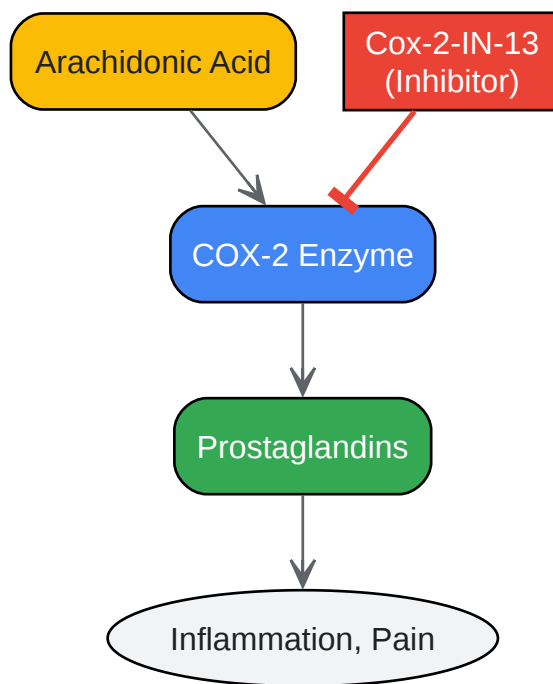 Arachidonic Acid
Cox-2-IN-13
(Inhibitor)
COX-2 Enzyme
Prostaglandins
Inflammation, Pain